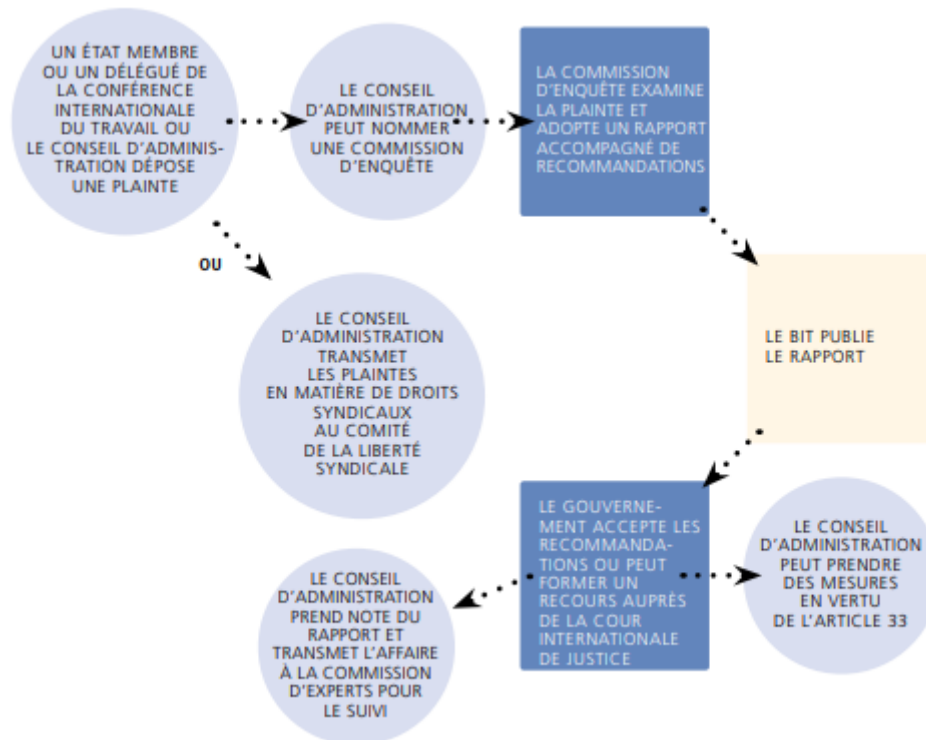 UN ÉTAT MEMBRE
OU UN DÉLÉGUÉ DE
LA CONFÉRENCE
INTERNATIONALE
DU TRAVAIL OU
LE CONSEIL D'ADMINIS-
TRATION DÉPOSE
UNE PLAINTE
LE CONSEIL
D'ADMINISTRATION
PEUT NOMMER
UNE COMMISSION
D'ENQUÊTE
LA COMMISSION
D'ENQUÊTE EXAMINE
LA PLAINTE ET
ADOPTE UN RAPPORT
ACCOMPAGNÉ DE
RECOMMANDATIONS
OU
LE CONSEIL
D'ADMINISTRATION
TRANSMET
LES PLAINTES
EN MATIÈRE DE DROITS
SYNDICAUX
AU COMITÉ
DE LA LIBERTÉ
SYNDICALE
LE BIT PUBLIE
LE RAPPORT
LE GOUVERNE-
MENT ACCEPTE LES
RECOMMANDA-
TIONS OU PEUT
FORMER UN
RECOURS AUPRÈS
DE LA COUR
INTERNATIONALE
DE JUSTICE
LE CONSEIL
D'ADMINISTRATION
PEUT PRENDRE
DES MESURES
EN VERTU
DE L'ARTICLE 33
LE CONSEIL
D'ADMINISTRATION
PREND NOTE DU
RAPPORT ET
TRANSMET L'AFFAIRE
À LA COMMISSION
D'EXPERTS POUR
LE SUIVI